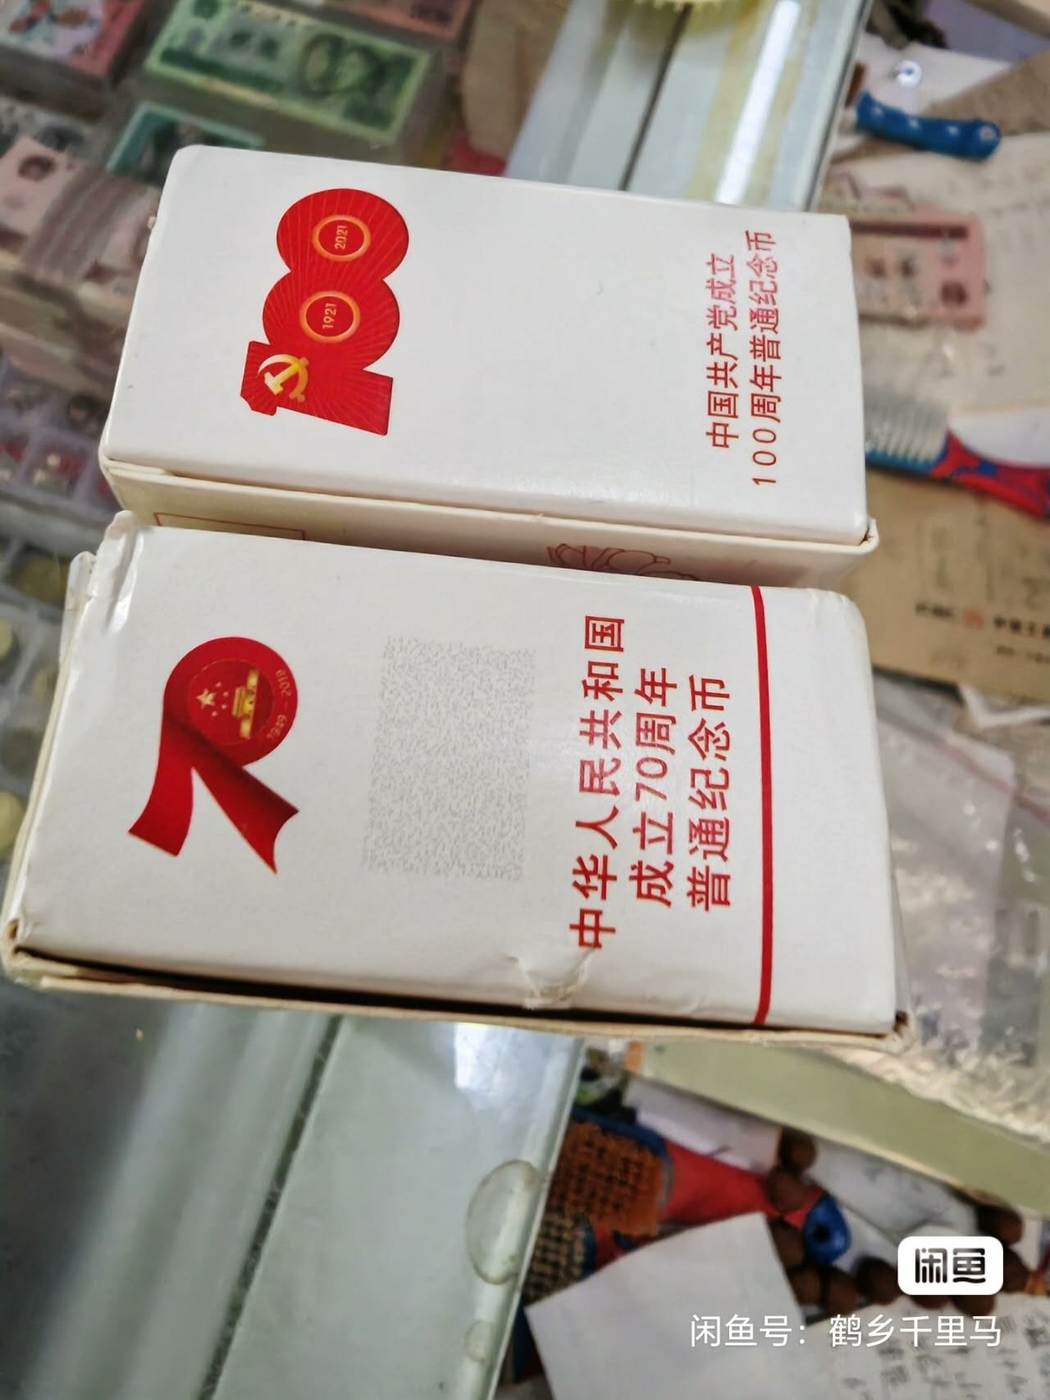 2021
1921
中国共产党成立
100周年普通纪念币
1949-2019
中华人民共和国
成立70周年
普通纪念币
闲鱼
闲鱼号：鹤乡千里马